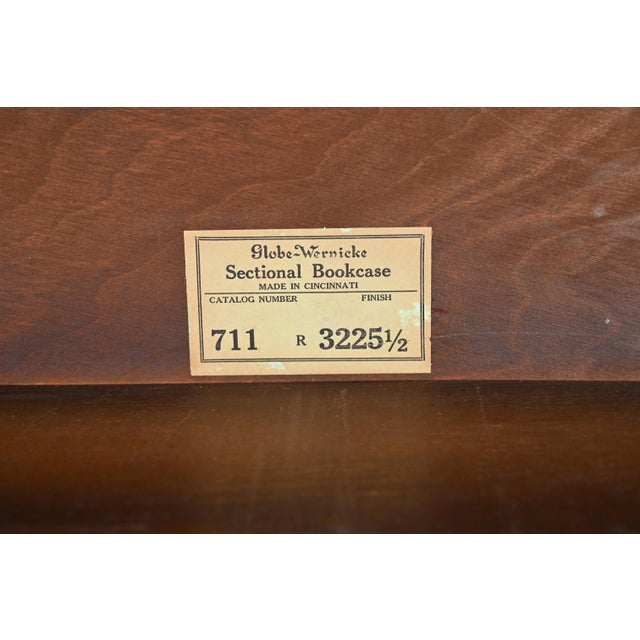 Globe-Wernicke
Sectional Bookcase
MADE IN CINCINNATI
CATALOG NUMBER FINISH
711 R 3225½